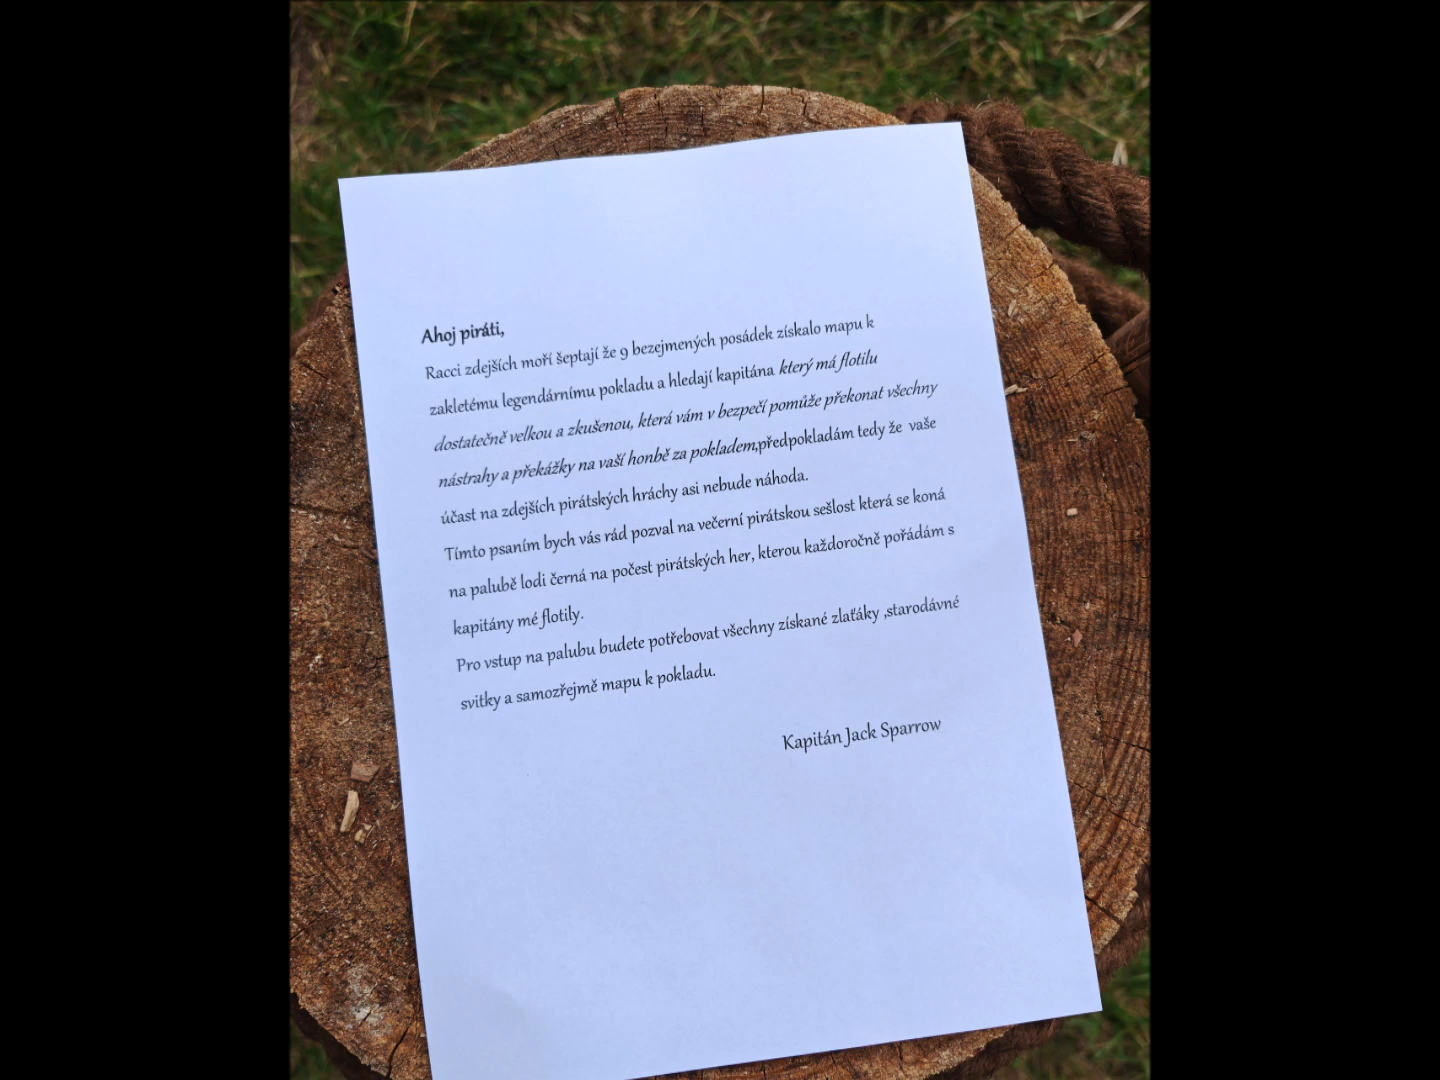 Ahoj piráti,
Racci zdejších moří šeptají že 9 bezejmených posádek získalo mapu k
zakletému legendárnímu pokladu a hledají kapitána který má flotilu
dostatečně velkou a zkušenou, která vám v bezpečí pomůže překonat všechny
nástrahy a překážky na vaší honbě za pokladem,předpokladám tedy že  vaše
účast na zdejších pirátských hráchy asi nebude náhoda.
Tímto psaním bych vás rád pozval na večerní pirátskou sešlost která se koná
na palubě lodi černá na počest pirátských her, kterou každoročně pořádám s
kapitány mé flotily.
Pro vstup na palubu budete potřebovat všechny získané zlaťáky ,starodávné
svitky a samozřejmě mapu k pokladu.
Kapitán Jack Sparrow